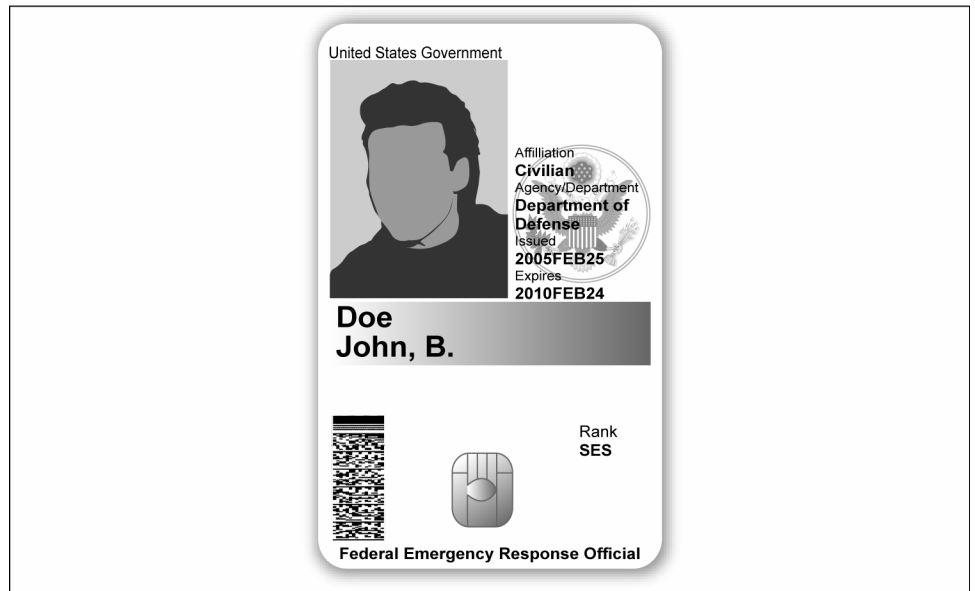 United States Government
Affilliation
Civilian
Agency/Department
Department of
Defense
Issued
2005FEB25
Expires
2010FEB24
Doe
John, B.
Rank
SES
Federal Emergency Response Official